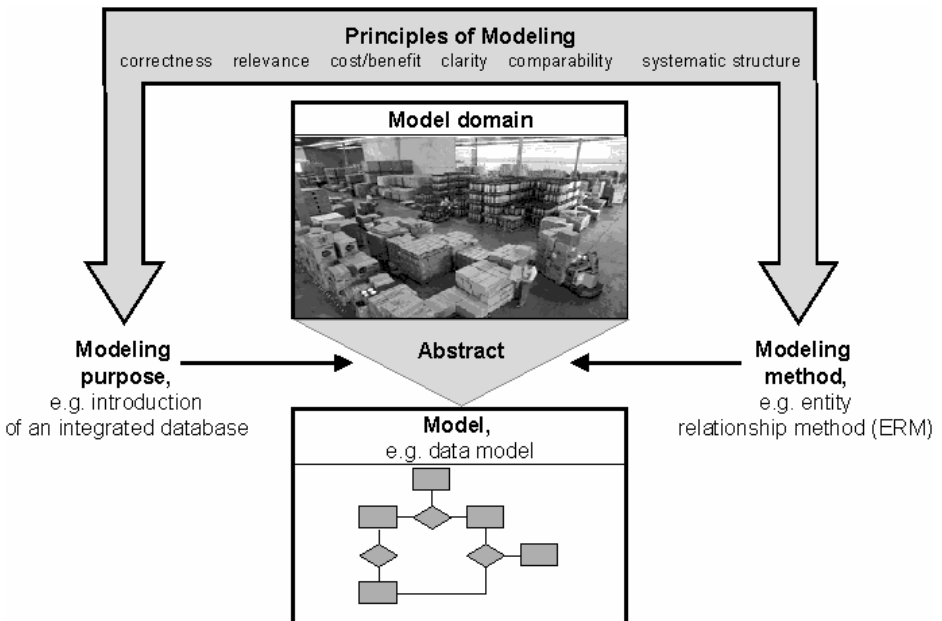 Principles of Modeling
correctness relevance cost/benefit clarity comparability systematic structure
Model domain
Abstract
Modeling
purpose,
e.g. introduction
of an integrated database
Modeling
method,
e.g. entity
relationship method (ERM)
Model,
e.g. data model